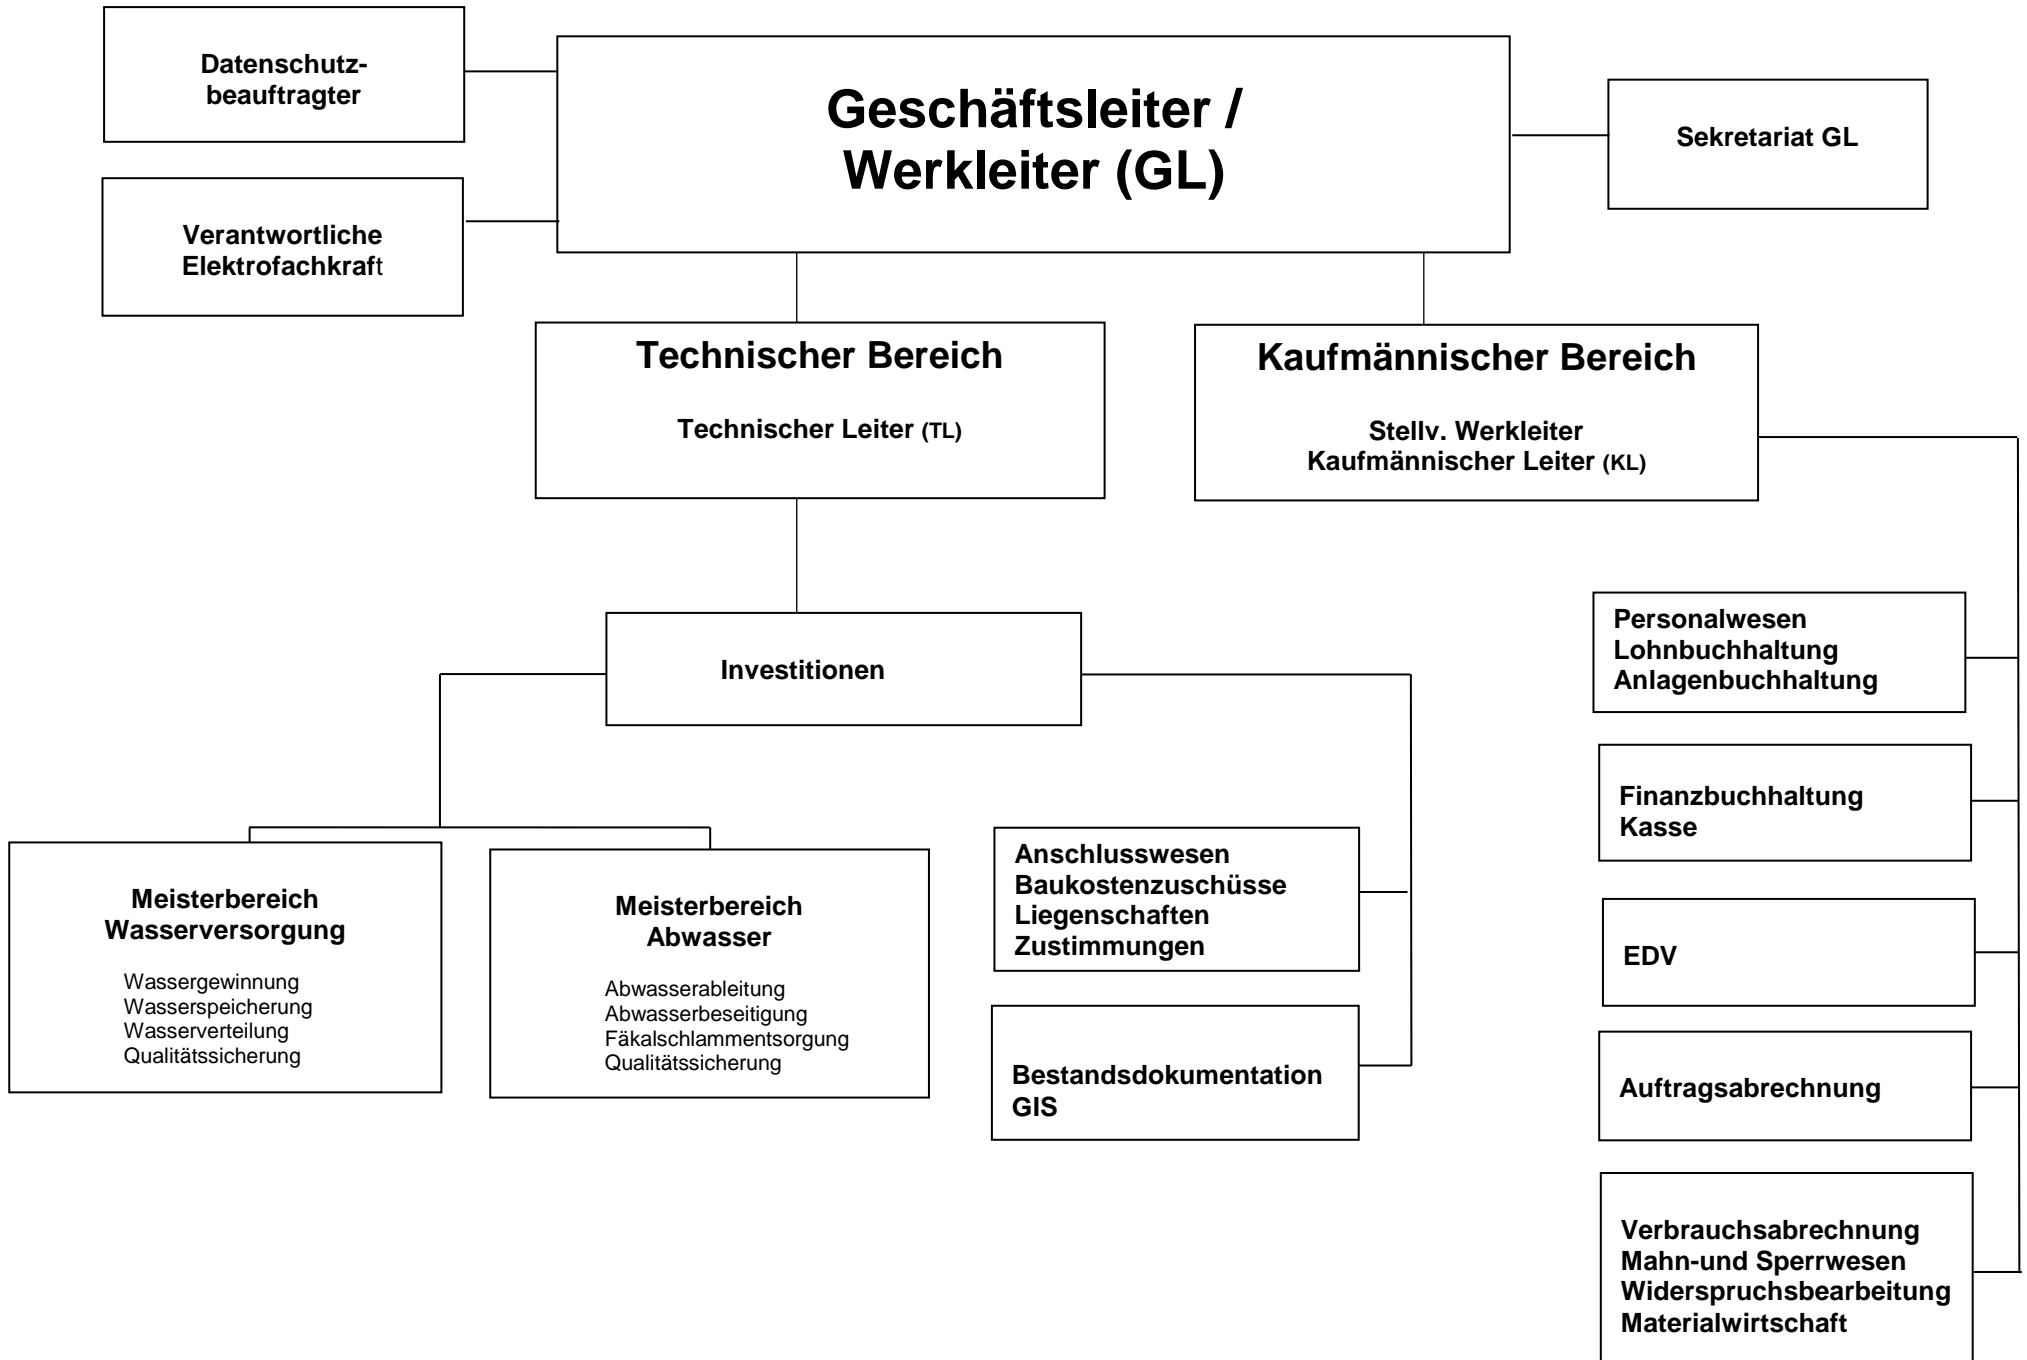 Datenschutz-
beauftragter
Geschäftsleiter /
Werkleiter (GL)
Sekretariat GL
Verantwortliche
Elektrofachkraft
Technischer Bereich
Technischer Leiter (TL)
Kaufmännischer Bereich
Stellv. Werkleiter
Kaufmännischer Leiter (KL)
Investitionen
Meisterbereich
Wasserversorgung
Wassergewinnung
Wasserspeicherung
Wasserverteilung
Qualitätssicherung
Meisterbereich
Abwasser
Abwasserableitung
Abwasserbeseitigung
Fäkalschlammentsorgung
Qualitätssicherung
Anschlusswesen
Baukostenzuschüsse
Liegenschaften
Zustimmungen
Bestandsdokumentation
GIS
Personalwesen
Lohnbuchhaltung
Anlagenbuchhaltung
Finanzbuchhaltung
Kasse
EDV
Auftragsabrechnung
Verbrauchsabrechnung
Mahn-und Sperrwesen
Widerspruchsbearbeitung
Materialwirtschaft